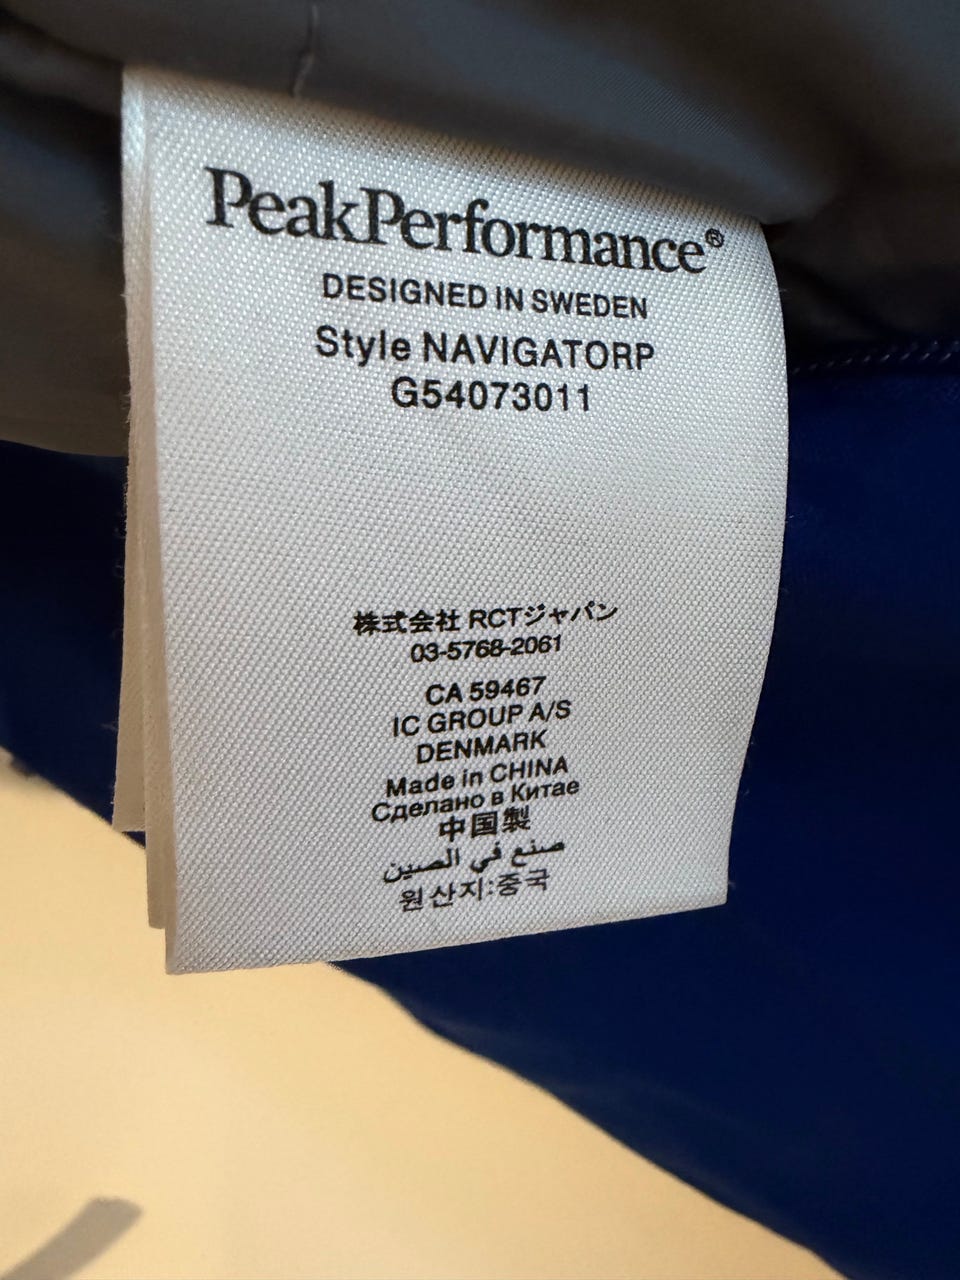 PeakPerformance®
DESIGNED IN SWEDEN
Style NAVIGATORP
G54073011
株式会社 RCTジャパン
03-5768-2061
CA 59467
IC GROUP A/S
DENMARK
Made in CHINA
Сделано в Китае
中国製
صنع في الصين
원산지:중국